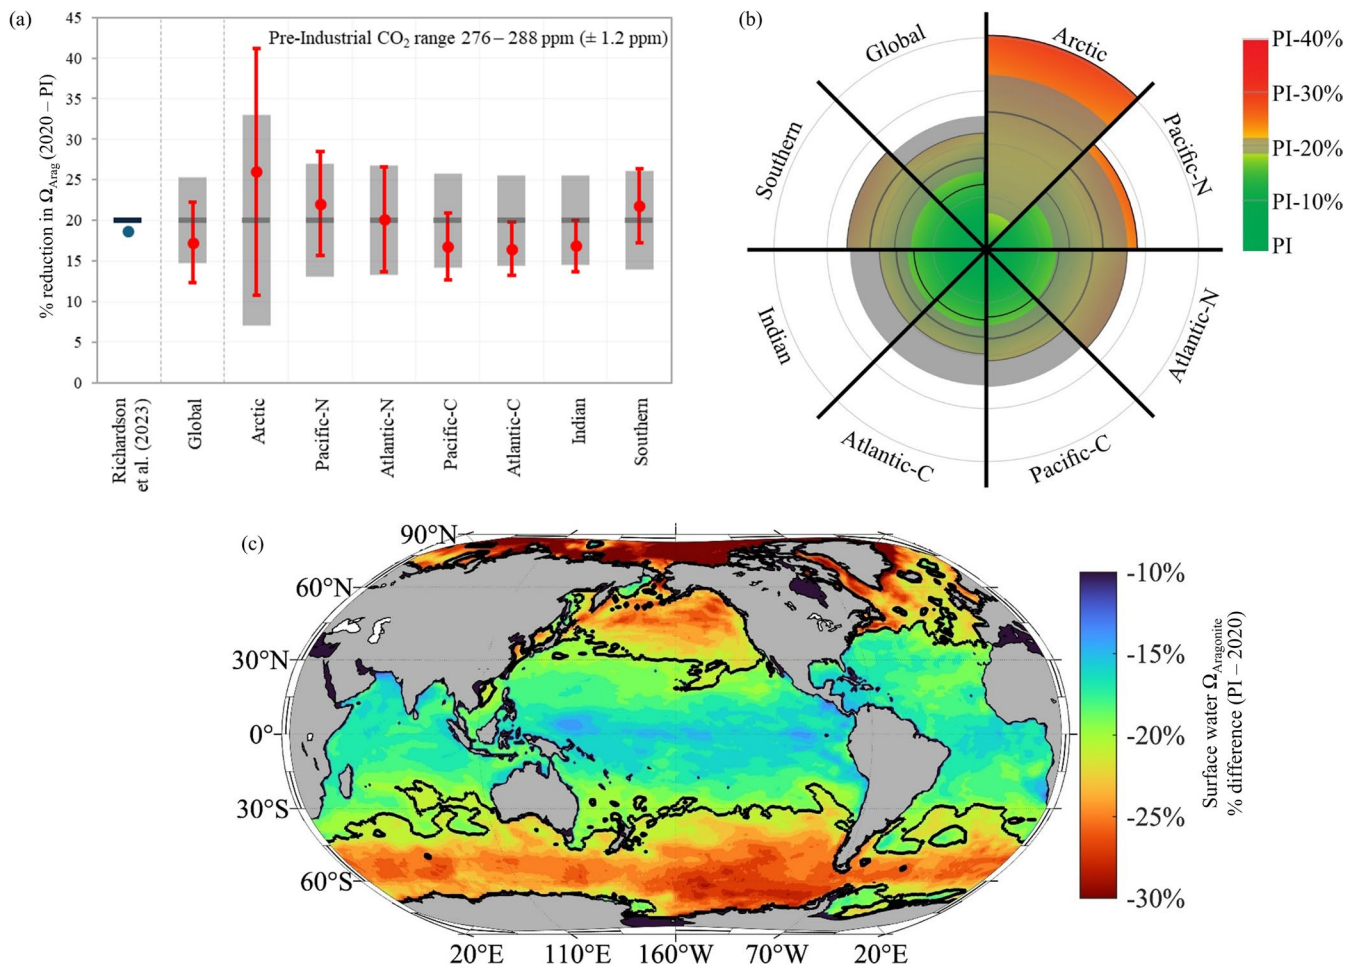 (a)
45
40
35
30
25
20
15
10
5
0
% reduction in ΩArag (2020 – PI)
Pre-Industrial CO2 range 276 – 288 ppm (± 1.2 ppm)
Richardson
et al. (2023)
Global
Arctic
Pacific-N
Atlantic-N
Pacific-C
Atlantic-C
Indian
Southern
(b)
Global
Arctic
Pacific-N
Atlantic-N
Pacific-C
Atlantic-C
Indian
Southern
PI-40%
PI-30%
PI-20%
PI-10%
PI
(c)
90°N
60°N
30°N
0°
30°S
60°S
20°E
110°E
160°W
70°W
20°E
-10%
-15%
-20%
-25%
-30%
Surface water ΩAragonite
% difference (PI – 2020)